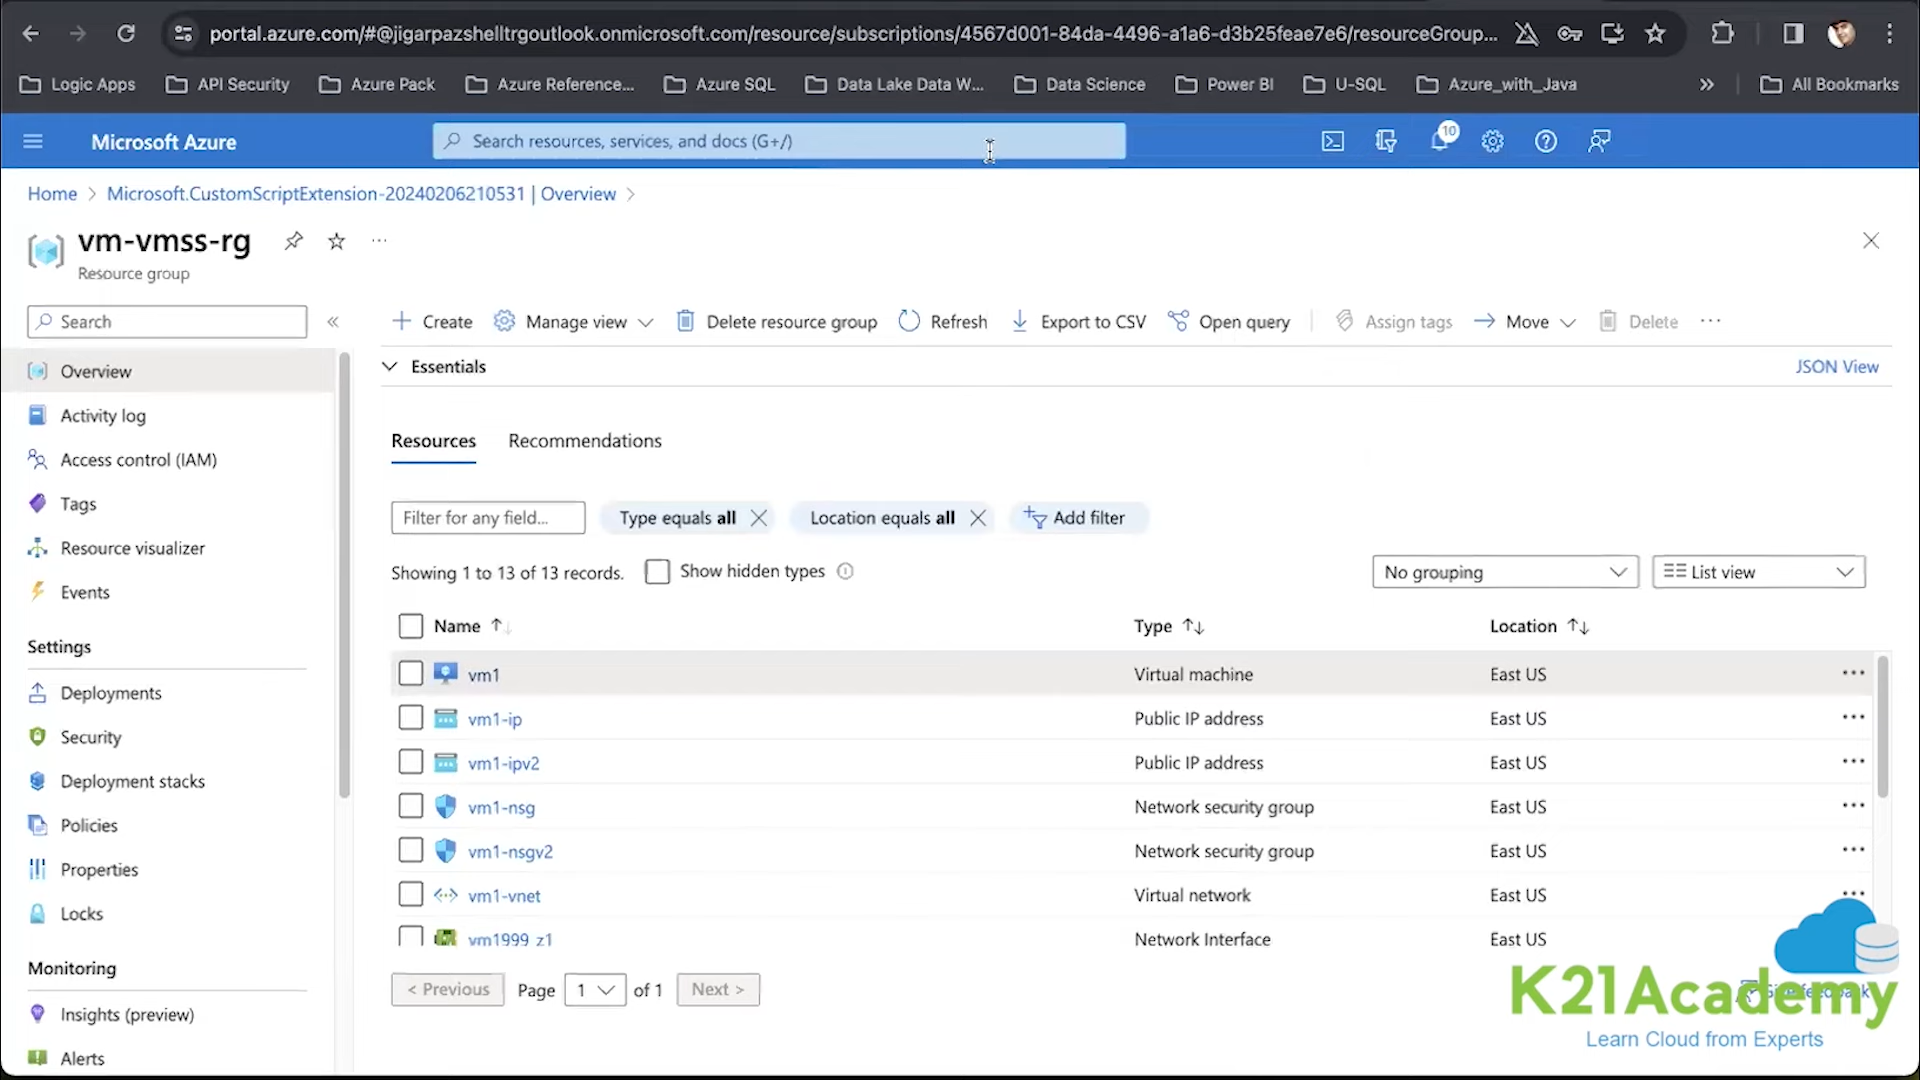 portal.azure.com/#@jigarpazshelltrgoutlook.onmicrosoft.com/resource/subscriptions/4567d001-84da-4496-a1a6-d3b25feae7e6/resourceGroup...
Logic Apps API Security Azure Pack Azure Reference... Azure SQL Data Lake Data W... Data Science Power BI U-SQL Azure_with_Java » All Bookmarks
Microsoft Azure Search resources, services, and docs (G+/) 10
Home > Microsoft.CustomScriptExtension-20240206210531 | Overview >
vm-vmss-rg ...
Resource group
Search «
+ Create Manage view Delete resource group Refresh Export to CSV Open query Assign tags Move Delete ...
Overview
Activity log
Access control (IAM)
Tags
Resource visualizer
Events
Settings
Deployments
Security
Deployment stacks
Policies
Properties
Locks
Monitoring
Insights (preview)
Alerts
Essentials JSON View
Resources Recommendations
Filter for any field... Type equals all Location equals all Add filter
Showing 1 to 13 of 13 records. Show hidden types No grouping List view
Name Type Location
vm1 Virtual machine East US ...
vm1-ip Public IP address East US ...
vm1-ipv2 Public IP address East US ...
vm1-nsg Network security group East US ...
vm1-nsgv2 Network security group East US ...
vm1-vnet Virtual network East US ...
vm1999_z1 Network Interface East US
< Previous Page 1 of 1 Next >
K21Academy
Learn Cloud from Experts